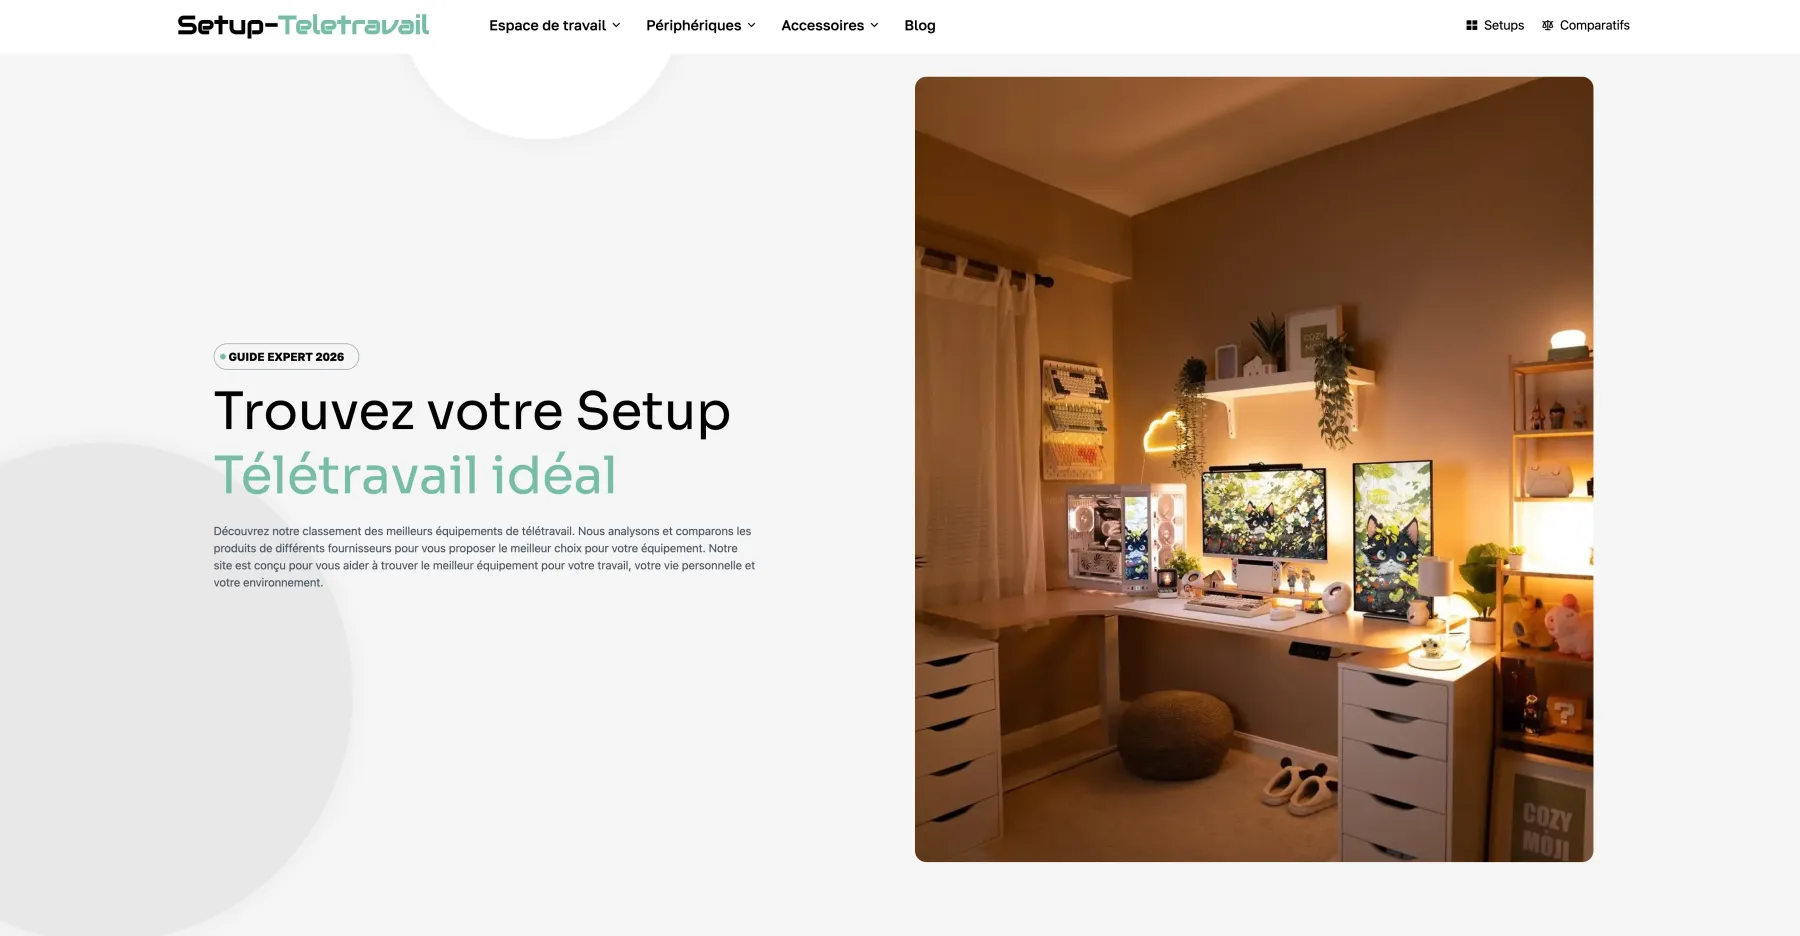 Setup-Teletravail
Espace de travail
Périphériques
Accessoires
Blog
Setups
Comparatifs
GUIDE EXPERT 2026
Trouvez votre Setup
Télétravail idéal
Découvrez notre classement des meilleurs équipements de télétravail. Nous analysons et comparons les
produits de différents fournisseurs pour vous proposer le meilleur choix pour votre équipement. Notre
site est conçu pour vous aider à trouver le meilleur équipement pour votre travail, votre vie personnelle et
votre environnement.
COZY
MOJI
?
COZY
MOJI